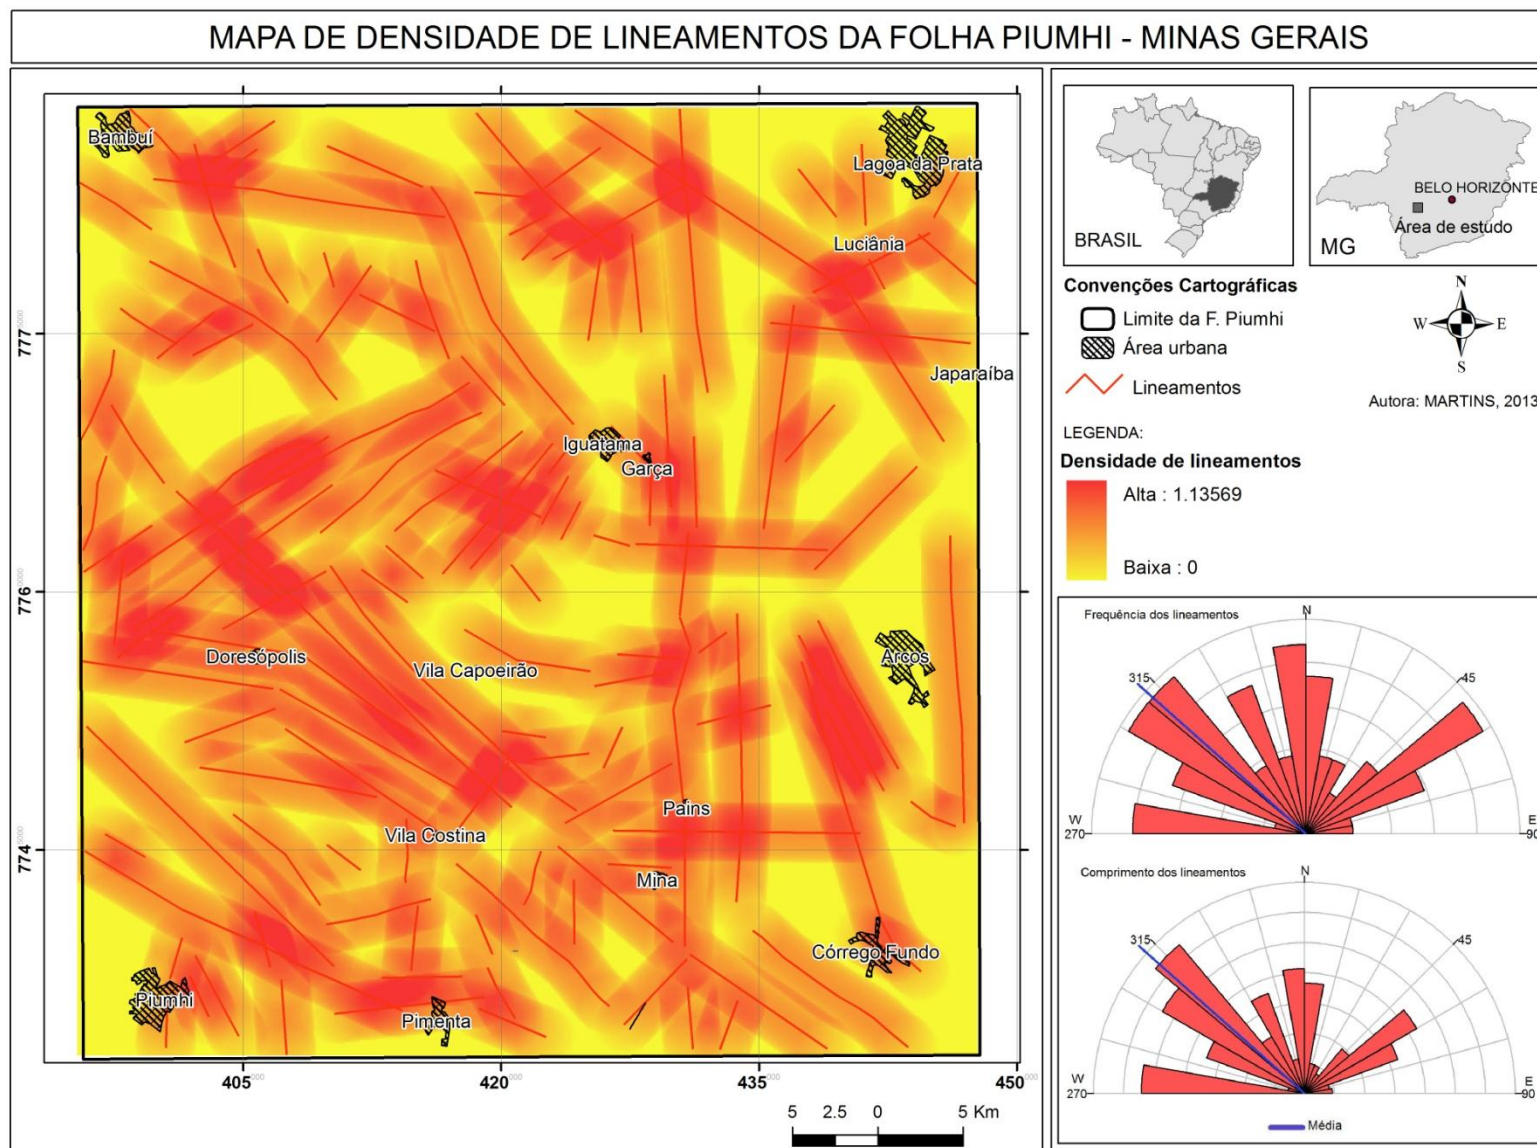 MAPA DE DENSIDADE DE LINEAMENTOS DA FOLHA PIUMHI - MINAS GERAIS
Bambuí
Lagoa da Prata
Luciânia
Japaraíba
Iguatama
Garça
Doresópolis
Vila Capoeirão
Arcos
Pains
Vila Costina
Mina
Córrego Fundo
Piumhi
Pimenta
777
776
774
405000
420000
435000
450000
5 2.5 0 5 Km
BRASIL
BELO HORIZONTE
Área de estudo
MG
Convenções Cartográficas
Limite da F. Piumhi
Área urbana
Lineamentos
N
W E
S
Autora: MARTINS, 2013
LEGENDA:
Densidade de lineamentos
Alta : 1.13569
Baixa : 0
Frequência dos lineamentos
N
315 45
W E
270 90
Comprimento dos lineamentos
N
315 45
W E
270 90
Média